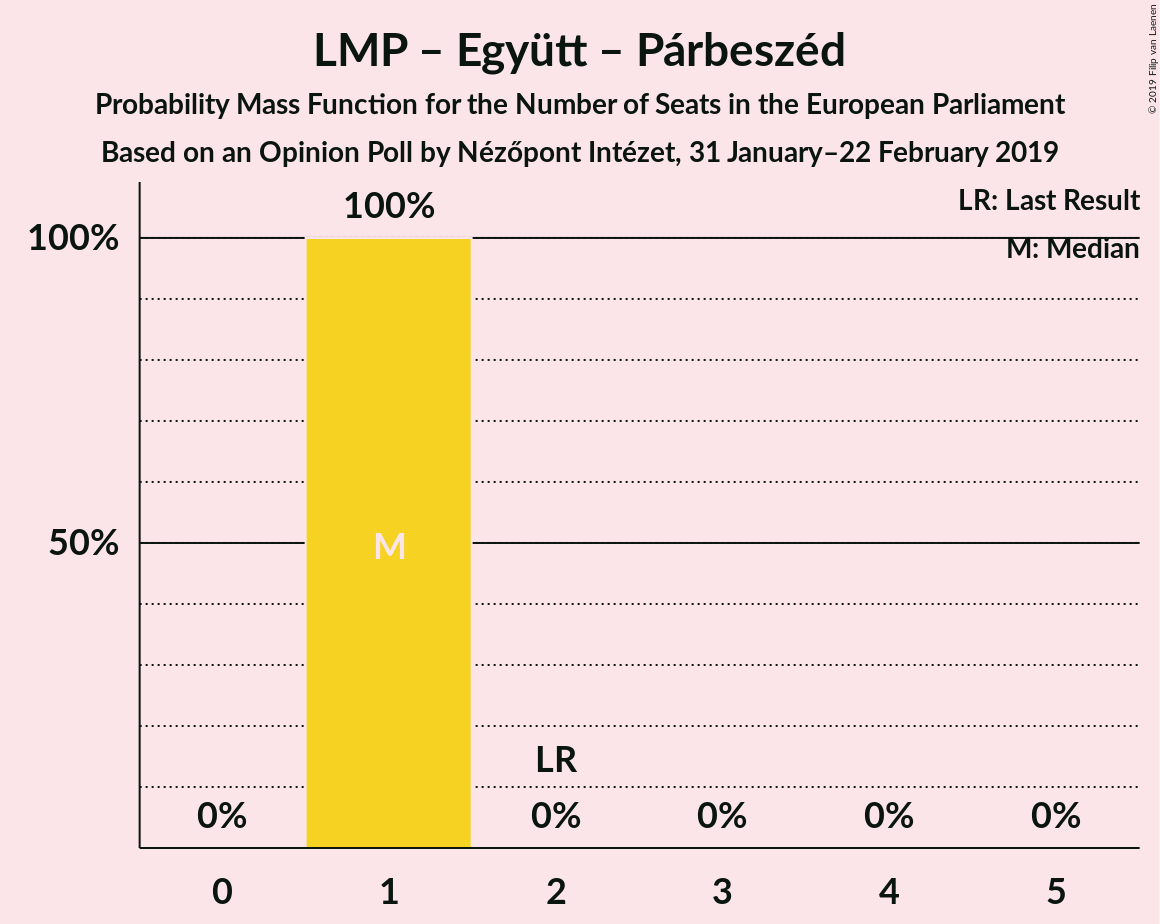 LMP – Együtt – Párbeszéd
Probability Mass Function for the Number of Seats in the European Parliament
Based on an Opinion Poll by Nézőpont Intézet, 31 January–22 February 2019
© 2019 Filip van Laenen
LR: Last Result
M: Median
100%
100%
50%
M
LR
0%
0%
0%
0%
0%
0 1 2 3 4 5